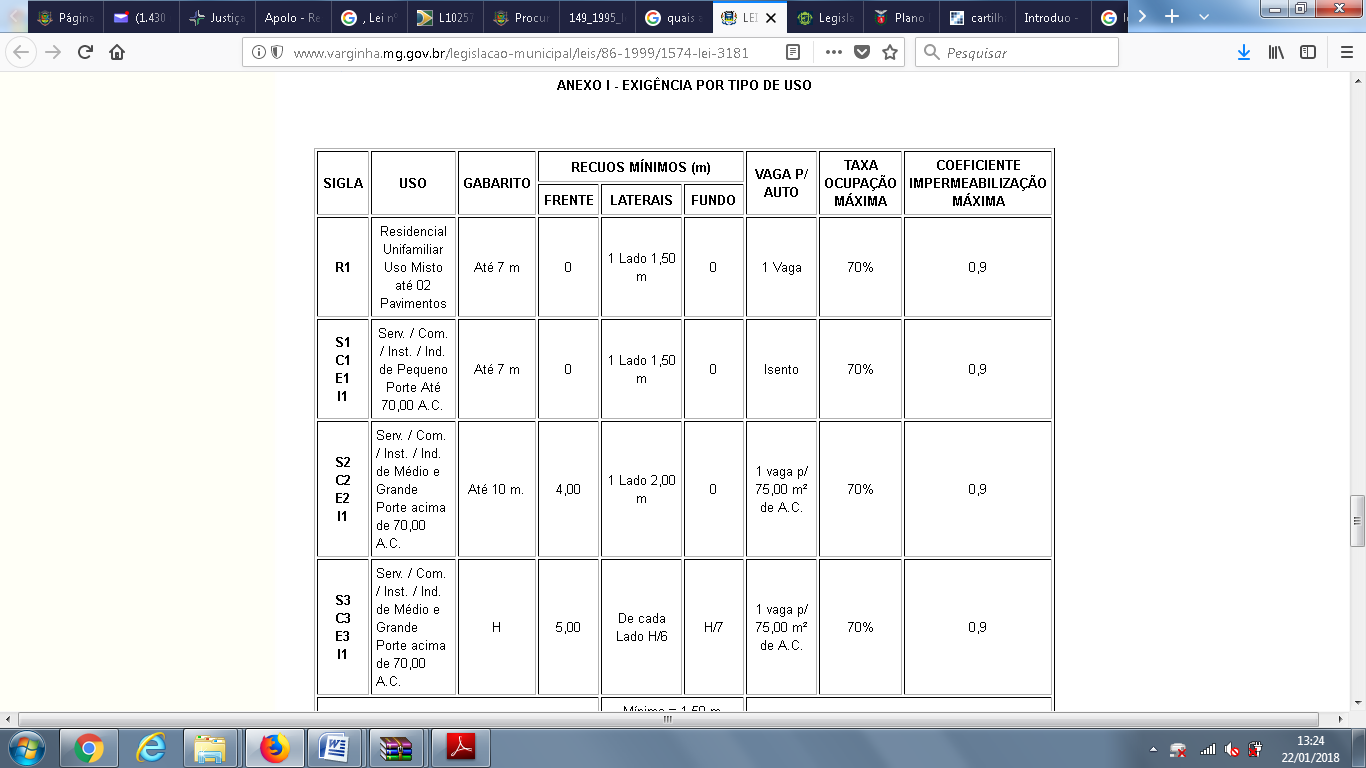 Página
(1.430
Justiça
Apolo - Re
, Lei nº
L10257
Procur
149_1995_l
quais a
LEI
Legisla
Plano
cartilh
Introduo -
www.varginha.mg.gov.br/legislacao-municipal/leis/86-1999/1574-lei-3181
Pesquisar
ANEXO I - EXIGÊNCIA POR TIPO DE USO
SIGLA
USO
GABARITO
RECUOS MÍNIMOS (m)
FRENTE
LATERAIS
FUNDO
VAGA P/
AUTO
TAXA
OCUPAÇÃO
MÁXIMA
COEFICIENTE
IMPERMEABILIZAÇÃO
MÁXIMA
R1
Residencial
Unifamiliar
Uso Misto
até 02
Pavimentos
Até 7 m
0
1 Lado 1,50
m
0
1 Vaga
70%
0,9
S1
C1
E1
I1
Serv. / Com.
/ Inst. / Ind.
de Pequeno
Porte Até
70,00 A.C.
Até 7 m
0
1 Lado 1,50
m
0
Isento
70%
0,9
S2
C2
E2
I1
Serv. / Com.
/ Inst. / Ind.
de Médio e
Grande
Porte acima
de 70,00
A.C.
Até 10 m.
4,00
1 Lado 2,00
m
0
1 vaga p/
75,00 m²
de A.C.
70%
0,9
S3
C3
E3
I1
Serv. / Com.
/ Inst. / Ind.
de Médio e
Grande
Porte acima
de 70,00
A.C.
H
5,00
De cada
Lado H/6
H/7
1 vaga p/
75,00 m²
de A.C.
70%
0,9
Mínimo = 1,50 m
13:24
22/01/2018